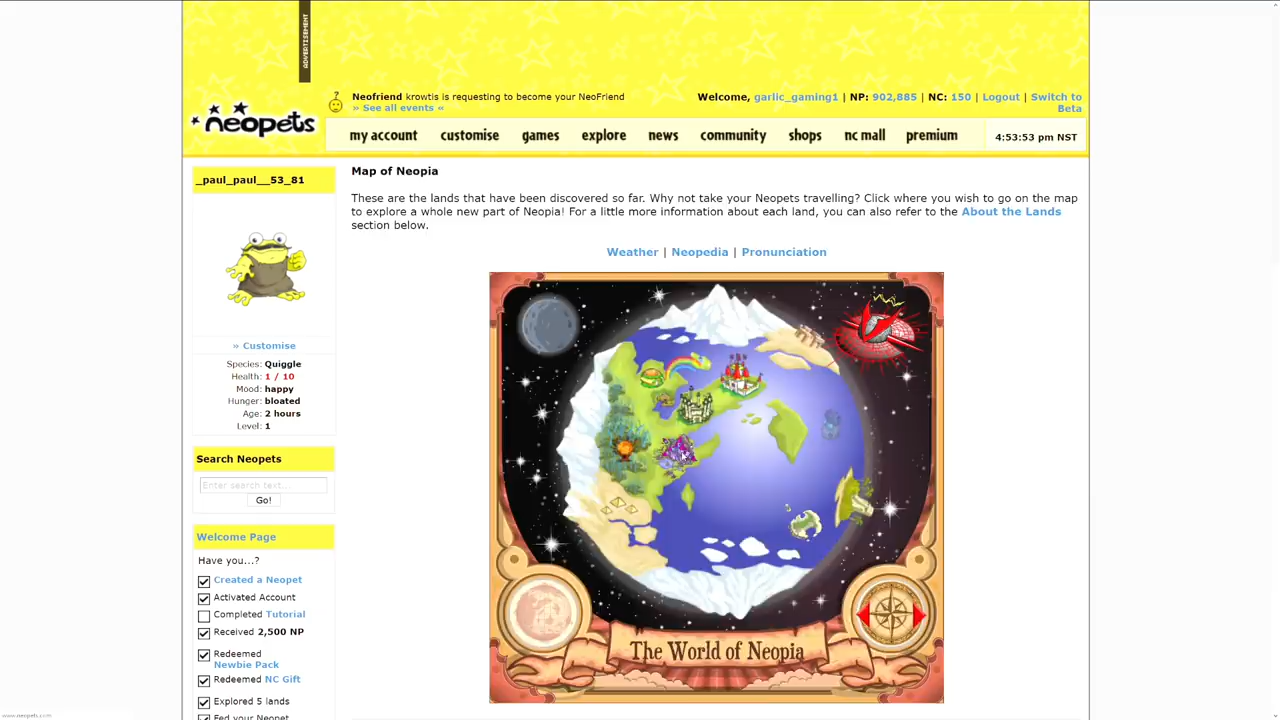 ADVERTISEMENT
neopets
Neofriend krowtis is requesting to become your NeoFriend
» See all events «
Welcome, garlic_gaming1 | NP: 902,885 | NC: 150 | Logout | Switch to Beta
my account customise games explore news community shops nc mall premium
4:53:53 pm NST
_paul_paul__53_81
» Customise
Species: Quiggle
Health: 1 / 10
Mood: happy
Hunger: bloated
Age: 2 hours
Level: 1
Search Neopets
Enter search text...
Go!
Welcome Page
Have you...?
Created a Neopet
Activated Account
Completed Tutorial
Received 2,500 NP
Redeemed
Newbie Pack
Redeemed NC Gift
Explored 5 lands
Fed your Neopet
Map of Neopia
These are the lands that have been discovered so far. Why not take your Neopets travelling? Click where you wish to go on the map
to explore a whole new part of Neopia! For a little more information about each land, you can also refer to the About the Lands
section below.
Weather | Neopedia | Pronunciation
The World of Neopia